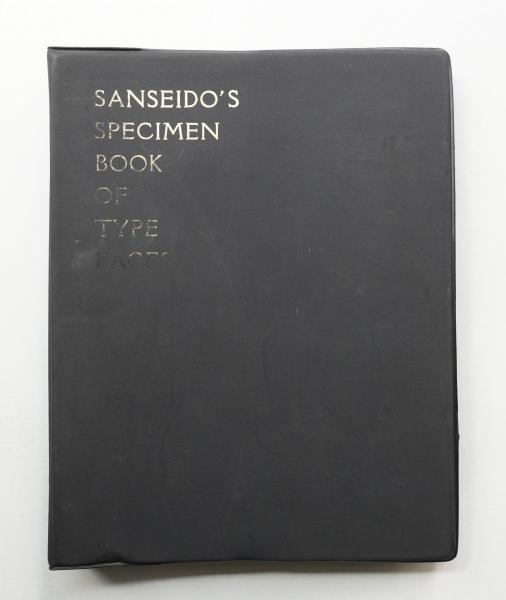 SANSEIDO'S
SPECIMEN
BOOK
OF
TYPE
FACES